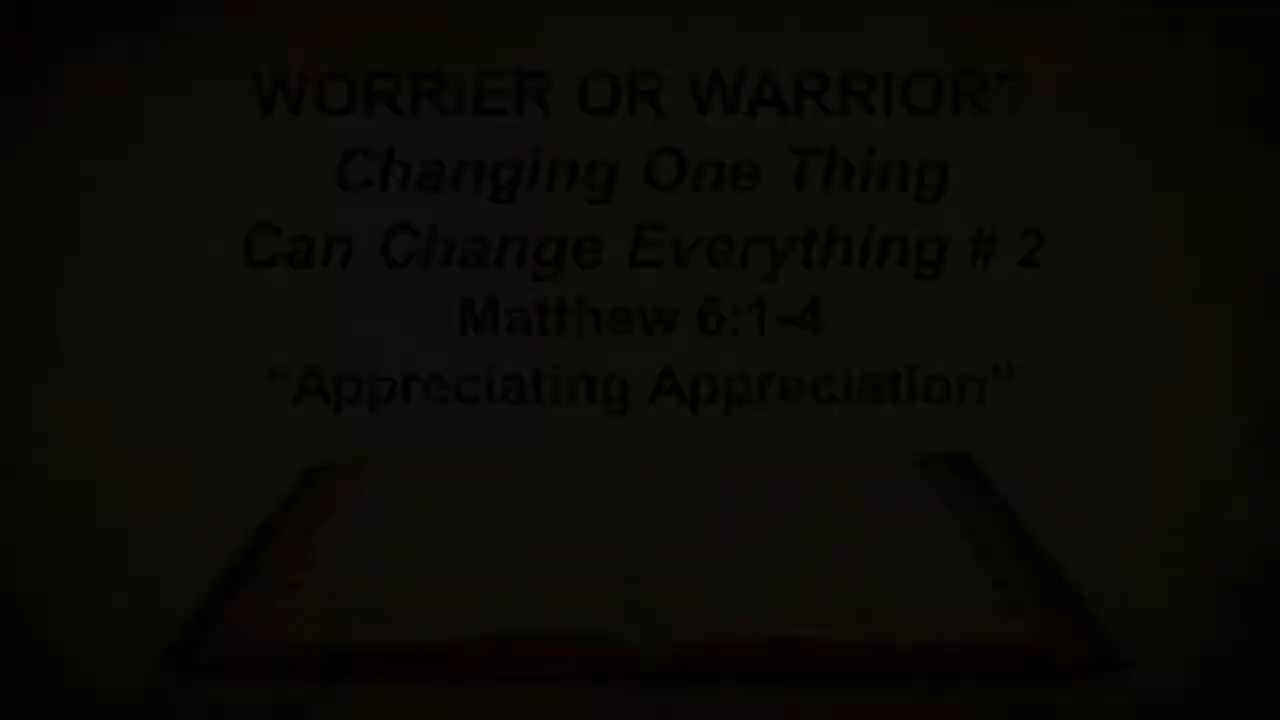 WORRIER OR WARRIOR?
Changing One Thing
Can Change Everything # 2
Matthew 6:1-4
"Appreciating Appreciation"